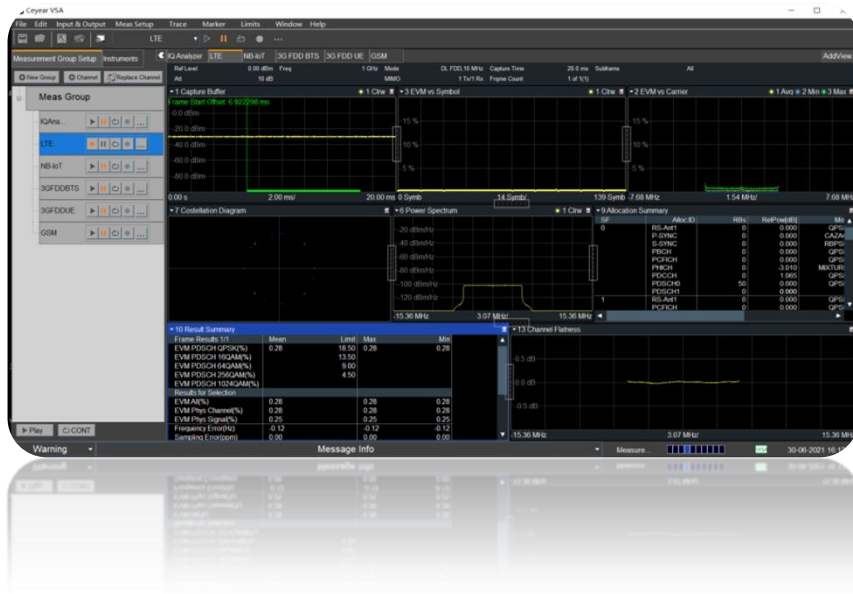 Ceyear VSA
File Edit Input & Output Meas Setup Trace Marker Limits Window Help
LTE
Measurement Group Setup Instruments
IQ Analyzer LTE NB-IoT 3G FDD BTS 3G FDD UE GSM AddView
New Group Channel Replace Channel
Ref Level 0.00 dBm Freq 1 GHz Mode DL FDD,10 MHz Capture Time 20.0 ms Subframe All
Att 10 dB MIMO 1 Tx/1 Rx Frame Count 1 of 1(1)
Meas Group
IQAna...
LTE
NB-IoT
3GFDDBTS
3GFDDUE
GSM
1 Capture Buffer 1 Clrw
Frame Start Offset: 6.922298 ms
0.0 dBm
-20.0 dBm
-40.0 dBm
-60.0 dBm
-80.0 dBm
0.00 s 2.00 ms/ 20.00 ms
3 EVM vs Symbol 1 Clrw
15 %
10 %
5 %
0 Symb 14 Symb/ 139 Symb
2 EVM vs Carrier 1 Avg 2 Min 3 Max
15 %
10 %
5 %
-7.68 MHz 1.54 MHz/ 7.68 MHz
7 Costellation Diagram
6 Power Spectrum 1 Clrw
-20 dBm/Hz
-40 dBm/Hz
-60 dBm/Hz
-80 dBm/Hz
-100 dBm/Hz
-120 dBm/Hz
-15.36 MHz 3.07 MHz/ 15.36 MHz
9 Allocation Summary
SF Alloc.ID RBs RelPow[dB] Mo
0 RS-Ant1 0 0.000 QPS
P-SYNC 0 0.000 CAZA
S-SYNC 0 0.000 RBPS
PBCH 0 0.000 QPS
PCFICH 0 0.000 QPS
PHICH 0 -3.010 MIXTUR
PDCCH 0 1.065 QPS
PDSCH0 50 0.000 QPS
PDSCH1 0 0.000
1 RS-Ant1 0 0.000 QPS
PCFICH 0 0.000 QPS
10 Result Summary
Frame Results 1/1 Mean Limit Max Min
EVM PDSCH QPSK(%) 0.28 18.50 0.28 0.28
EVM PDSCH 16QAM(%) 13.50
EVM PDSCH 64QAM(%) 9.00
EVM PDSCH 256QAM(%) 4.50
EVM PDSCH 1024QAM(%)
Results for Selection
EVM All(%) 0.28 0.28 0.28
EVM Phys Channel(%) 0.28 0.28 0.28
EVM Phys Signal(%) 0.25 0.25 0.25
Frequency Error(Hz) -0.12 -0.12 -0.12
Sampling Error(ppm) 0.00 0.00 0.00
13 Channel Flatness
0.5 dB
0.0 dB
-0.5 dB
-15.36 MHz 3.07 MHz/ 15.36 MHz
Play CONT
Warning Message Info Measure... 30-06-2021